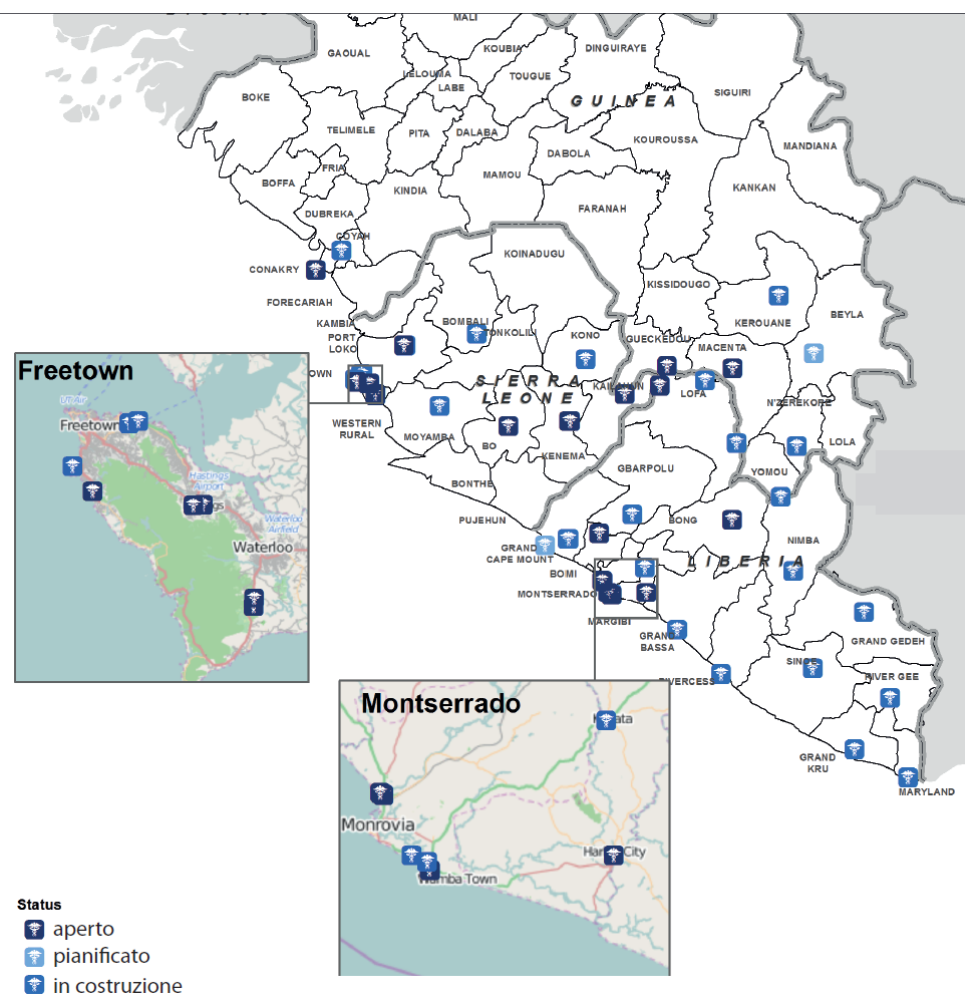 MALI
GAOUAL
KOUBIA
DINGUIRAYE
LELOUMA
LABE
TOUGUE
SIGUIRI
BOKE
GUINEA
TELIMELE
PITA
DALABA
KOUROUSSA
MANDIANA
DABOLA
FRIA
BOFFA
KINDIA
MAMOU
KANKAN
DUBREKA
FARANAH
COYAH
KOINADUGU
CONAKRY
KISSIDOUGO
FORECARIAH
BEYLA
KAMBIA
BOMBALI
KEROUANE
PORT
LOKO
TONKOLILI
KONO
GUECKEDOU
MACENTA
OWN
SIERRA
LEONE
KAILAHUN
LOFA
N'ZEREKORE
WESTERN
RURAL
MOYAMBA
BO
KENEMA
LOLA
GBARPOLU
YOMOU
BONTHE
PUJEHUN
BONG
NIMBA
GRAND
CAPE MOUNT
LIBERIA
BOMI
MONTSERRADO
MARGIBI
GRAND
BASSA
GRAND GEDEH
SINOE
RIVERCESS
RIVER GEE
GRAND
KRU
MARYLAND
Freetown
Freetown
Hastings
Airport
Waterloo
Waterloo
Airfield
Montserrado
Monrovia
Wamba Town
Status
aperto
pianificato
in costruzione